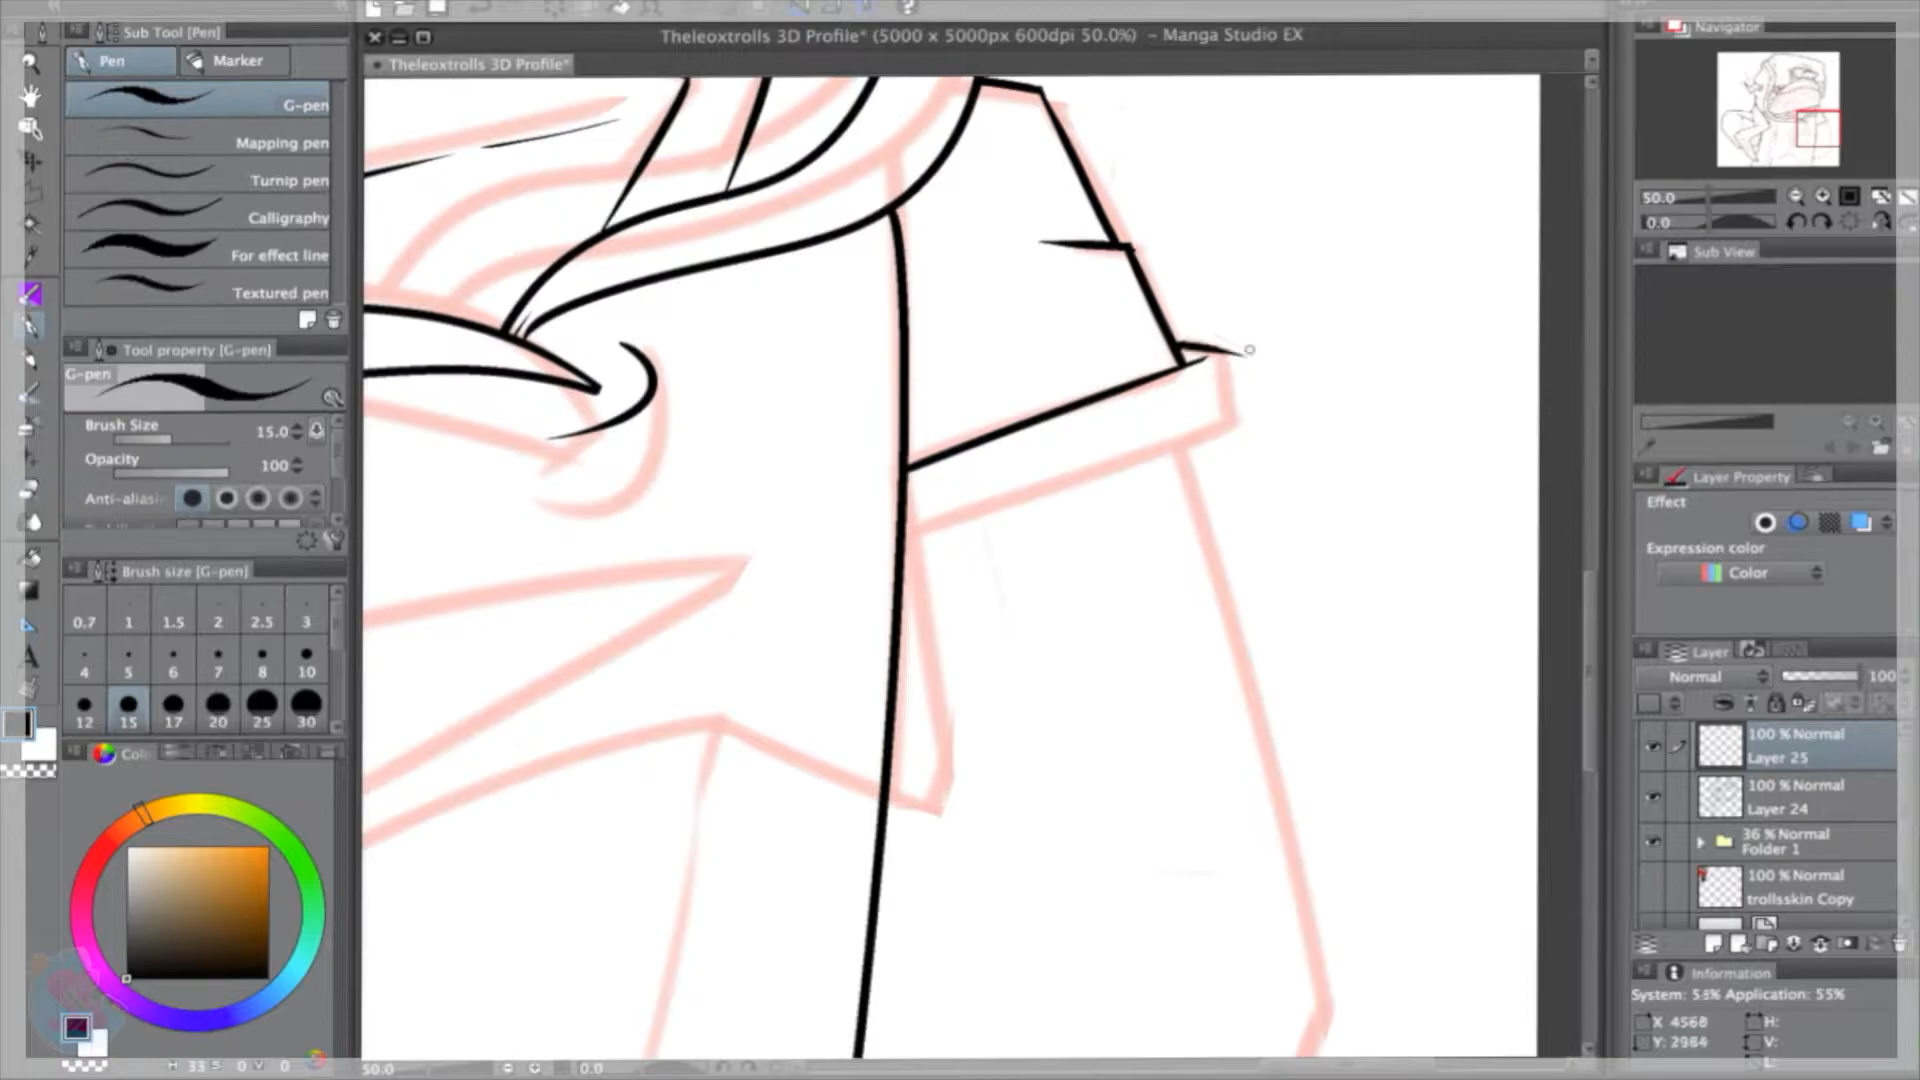 Sub Tool [Pen]
Theleoxtrolls 3D Profile* (5000 x 5000px 600dpi 50.0%) - Manga Studio EX
Navigator
Pen
Marker
Theleoxtrolls 3D Profile*
G-pen
Mapping pen
Turnip pen
Calligraphy
For effect line
Textured pen
50.0
0.0
Sub View
Tool property [G-pen]
G-pen
Brush Size
15.0
Opacity
100
Anti-aliasin
Layer Property
Effect
Expression color
Color
Brush size [G-pen]
0.7 1 1.5 2 2.5 3
4 5 6 7 8 10
12 15 17 20 25 30
Layer
Normal
100
100 % Normal
Layer 25
100 % Normal
Layer 24
36 % Normal
Folder 1
100 % Normal
trollsskin Copy
Information
System: 53% Application: 55%
X 4568 H:
Y: 2984 V:
L:
H 33 S 0 V 0
50.0
0.0